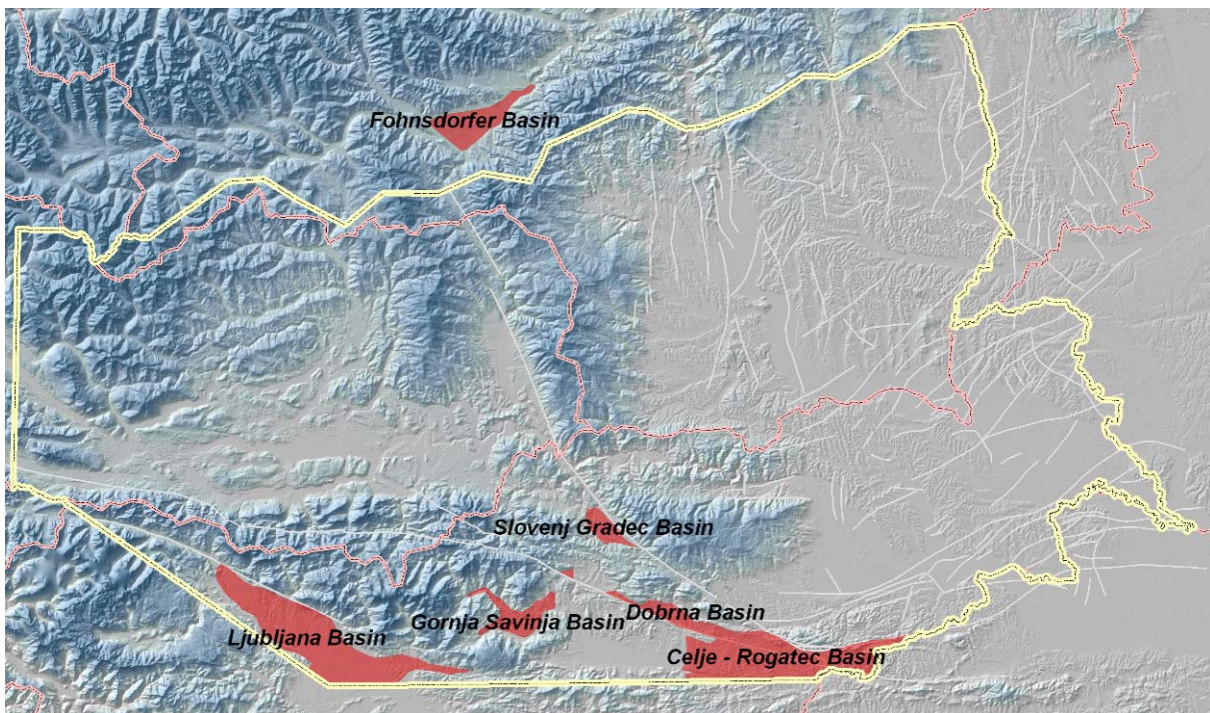 Fohnsdorfer Basin
Slovenj Gradec Basin
Dobrna Basin
Gornja Savinja Basin
Ljubljana Basin
Celje - Rogatec Basin